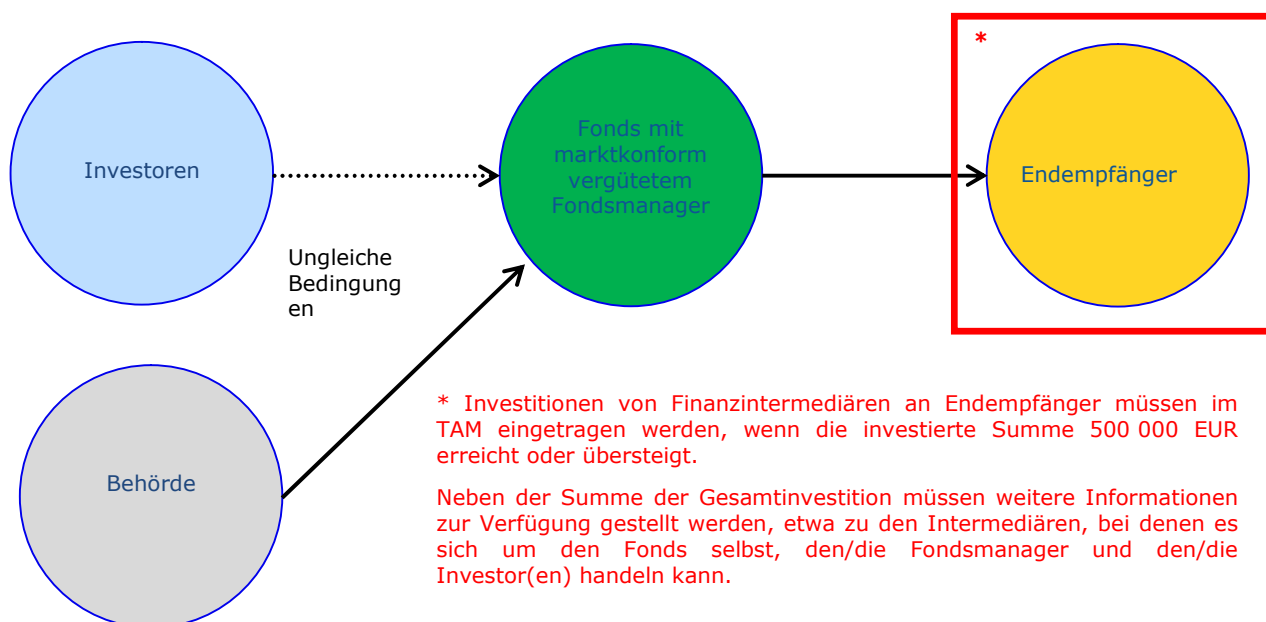 *
Investoren
Fonds mit
marktkonform
vergütetem
Fondsmanager
Endempfänger
Ungleiche
Bedingung
en
Behörde
* Investitionen von Finanzintermediären an Endempfänger müssen im
TAM eingetragen werden, wenn die investierte Summe 500 000 EUR
erreicht oder übersteigt.
Neben der Summe der Gesamtinvestition müssen weitere Informationen
zur Verfügung gestellt werden, etwa zu den Intermediären, bei denen es
sich um den Fonds selbst, den/die Fondsmanager und den/die
Investor(en) handeln kann.